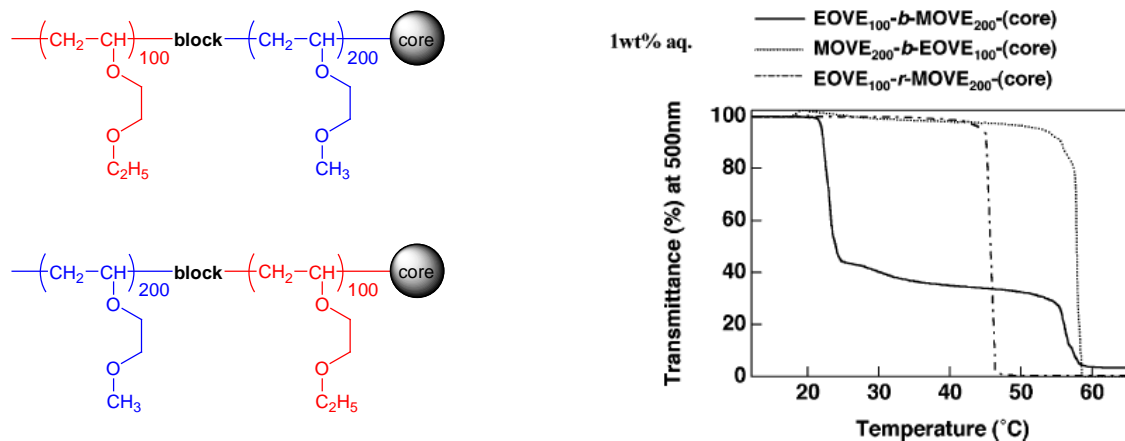 (CH₂—CH)₁₀₀ block (CH₂—CH)₂₀₀ core
O O
O O
C₂H₅ CH₃
(CH₂—CH)₂₀₀ block (CH₂—CH)₁₀₀ core
O O
O O
CH₃ C₂H₅
1wt% aq.
EOVE₁₀₀-b-MOVE₂₀₀-(core)
MOVE₂₀₀-b-EOVE₁₀₀-(core)
EOVE₁₀₀-r-MOVE₂₀₀-(core)
Transmittance (%) at 500nm
100
80
60
40
20
0
20 30 40 50 60
Temperature (°C)